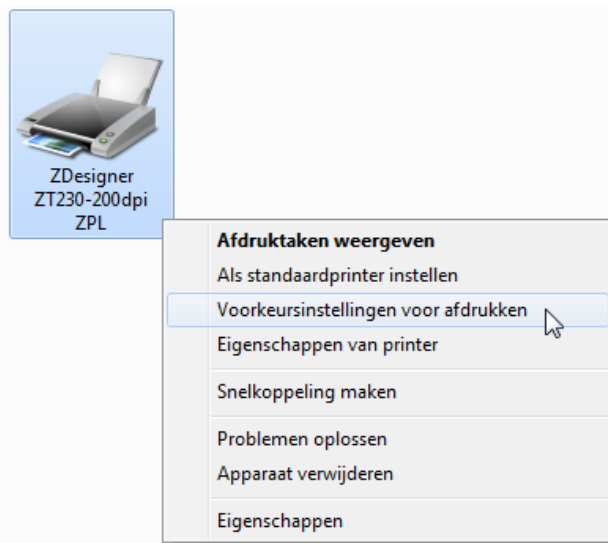 ZDesigner
ZT230-200dpi
ZPL
Afdruktaken weergeven
Als standaardprinter instellen
Voorkeursinstellingen voor afdrukken
Eigenschappen van printer
Snelkoppeling maken
Problemen oplossen
Apparaat verwijderen
Eigenschappen